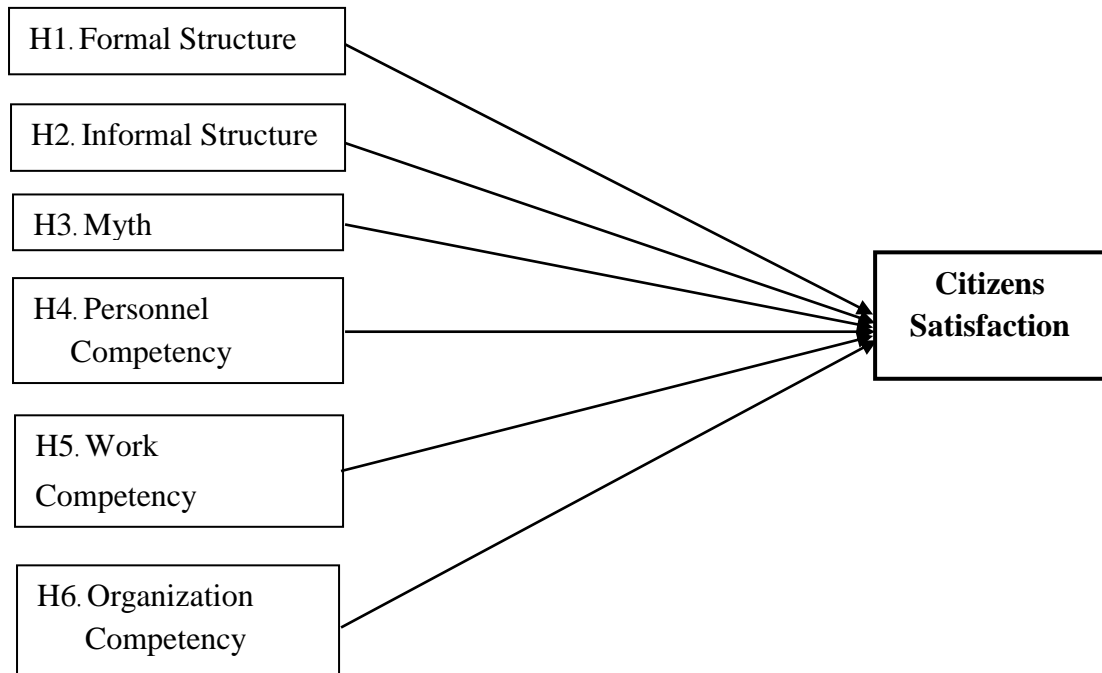 H1. Formal Structure
H2. Informal Structure
H3. Myth
H4. Personnel
Competency
H5. Work
Competency
H6. Organization
Competency
Citizens
Satisfaction